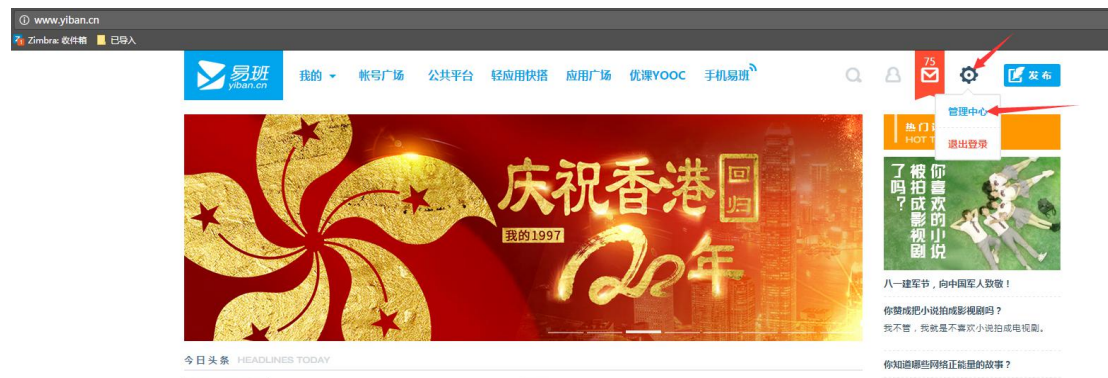 www.yiban.cn
Zimbra: 收件箱 已导入
易班 我的 帐号广场 公共平台 轻应用快搭 应用广场 优课YOOC 手机易班 75 发布
yiban.cn
管理中心
退出登录
热门
HOT
庆祝香港回归
我的1997
20年
你喜欢的小说
被拍成影视剧
了吗?
八一建军节,向中国军人致敬!
你赞成把小说拍成影视剧吗?
我不管,我就是不喜欢小说拍成电视剧。
今日头条 HEADLINES TODAY
你知道哪些网络正能量的故事?